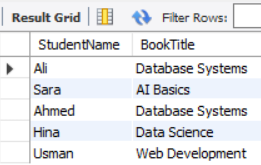 Result Grid Filter Rows:
StudentName BookTitle
Ali Database Systems
Sara AI Basics
Ahmed Database Systems
Hina Data Science
Usman Web Development